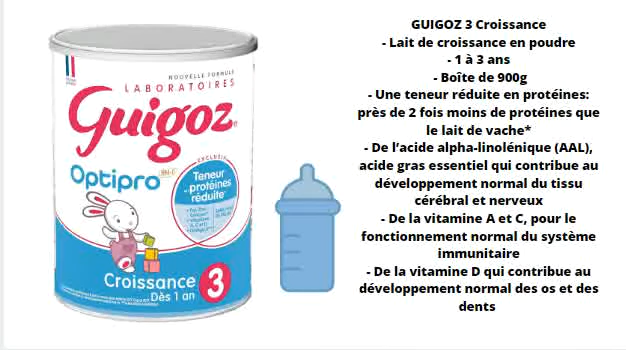 NOUVELLE FORMULE
LABORATOIRES
Guigoz
Optipro
EXCLUSIF
Teneur
en protéines
réduite
Croissance
Dès 1 an
3
GUIGOZ 3 Croissance
- Lait de croissance en poudre
- 1 à 3 ans
- Boîte de 900g
- Une teneur réduite en protéines:
près de 2 fois moins de protéines que
le lait de vache*
- De l’acide alpha-linolénique (AAL),
acide gras essentiel qui contribue au
développement normal du tissu
cérébral et nerveux
- De la vitamine A et C, pour le
fonctionnement normal du système
immunitaire
- De la vitamine D qui contribue au
développement normal des os et des
dents